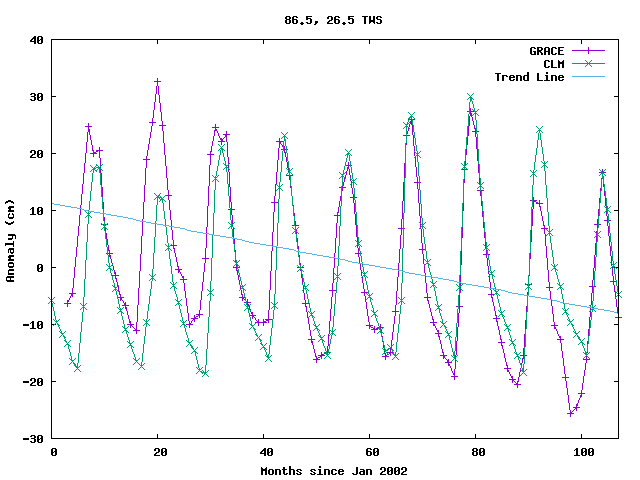 86.5, 26.5 TWS
GRACE
CLM
Trend Line
40
30
20
10
0
-10
-20
-30
Anomaly (cm)
0 20 40 60 80 100
Months since Jan 2002